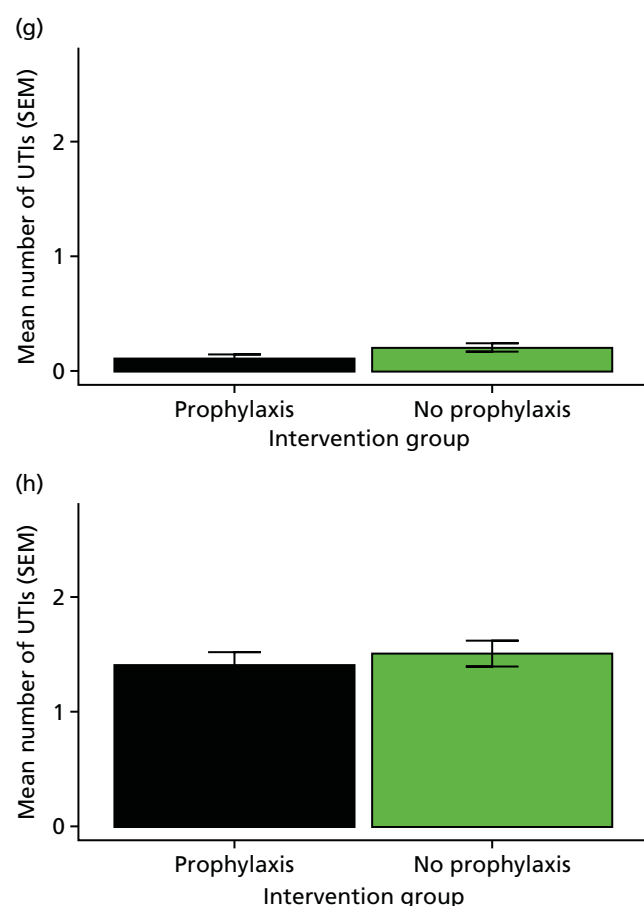 (g)
Mean number of UTIs (SEM)
2
1
0
Prophylaxis No prophylaxis
Intervention group
(h)
Mean number of UTIs (SEM)
2
1
0
Prophylaxis No prophylaxis
Intervention group